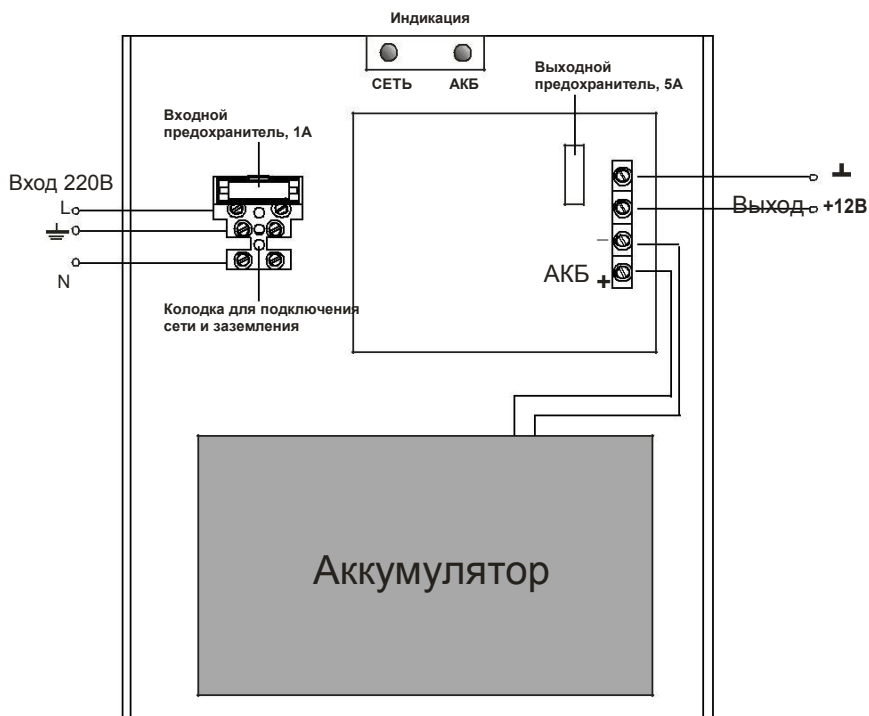 Индикация
СЕТЬ АКБ
Выходной
предохранитель, 5А
Входной
предохранитель, 1А
Вход 220В
L
N
Выход +12В
–
АКБ +
Колодка для подключения
сети и заземления
Аккумулятор